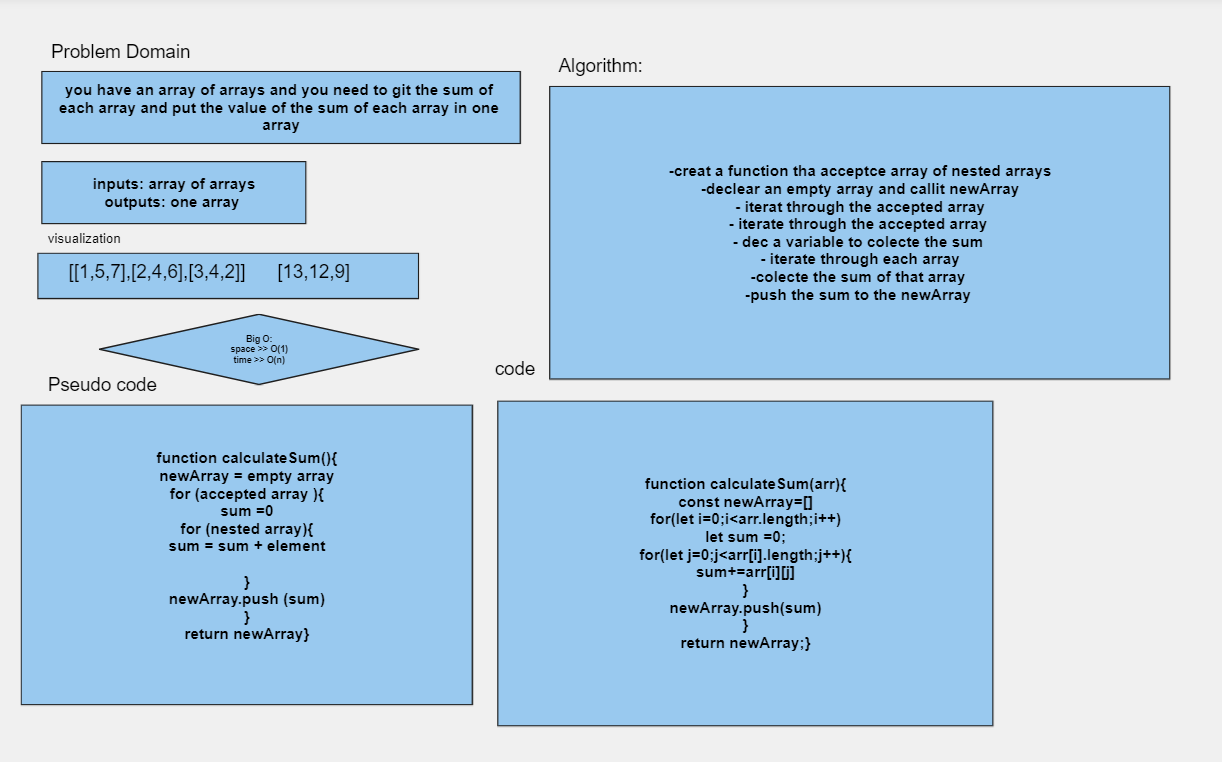 Problem Domain
you have an array of arrays and you need to git the sum of
each array and put the value of the sum of each array in one
array
inputs: array of arrays
outputs: one array
visualization
[[1,5,7],[2,4,6],[3,4,2]] [13,12,9]
Big O:
space >> O(1)
time >> O(n)
Algorithm:
-creat a function tha acceptce array of nested arrays
-declear an empty array and callit newArray
- iterat through the accepted array
- iterate through the accepted array
- dec a variable to colecte the sum
- iterate through each array
-colecte the sum of that array
-push the sum to the newArray
Pseudo code
function calculateSum(){
newArray = empty array
for (accepted array ){
sum =0
for (nested array){
sum = sum + element
}
newArray.push (sum)
}
return newArray}
code
function calculateSum(arr){
const newArray=[]
for(let i=0;i<arr.length;i++)
let sum =0;
for(let j=0;j<arr[i].length;j++){
sum+=arr[i][j]
}
newArray.push(sum)
}
return newArray;}